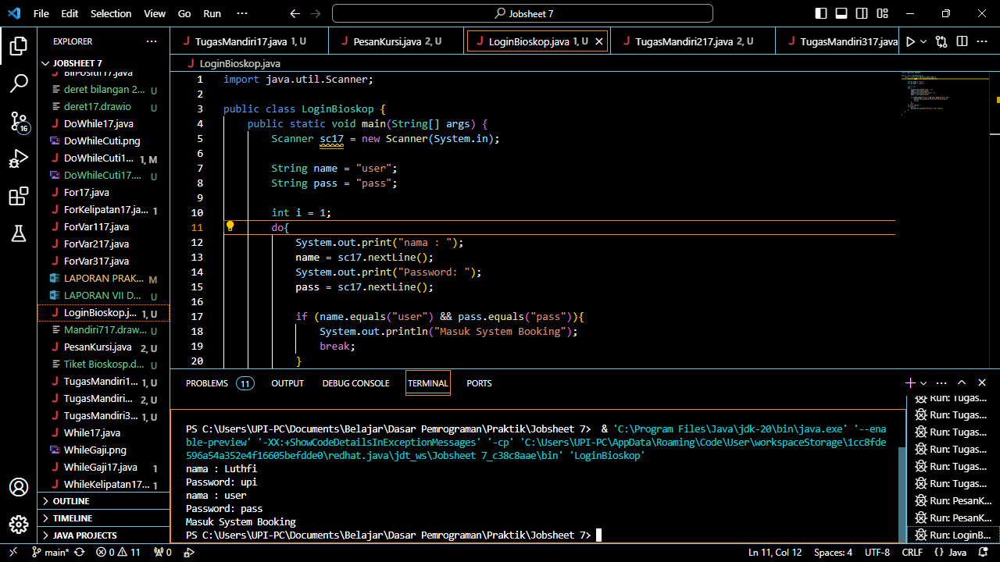 File Edit Selection View Go Run ··· Jobsheet 7
EXPLORER ···
JOBSHEET 7
BilPositif17.java
deret bilangan 2... U
deret17.drawio U
DoWhile17.java
DoWhileCuti.png
DoWhileCuti1... 1, M
DoWhileCuti17.... U
For17.java
ForKelipatan17.ja... 1
ForVar117.java
ForVar217.java
ForVar317.java
LAPORAN PRAK... M
LAPORAN VII D... U
LoginBioskop.j... 1, U
Mandiri717.draw... U
PesanKursi.java 2, U
Tiket Bioskosp.d... U
TugasMandiri1... 1, U
TugasMandiri... 2, U
TugasMandiri3... 1, U
While17.java
WhileGaji.png
WhileGaji17.java 1
WhileKelipatan17... 1
OUTLINE
TIMELINE
JAVA PROJECTS
16
TugasMandiri17.java 1, U PesanKursi.java 2, U LoginBioskop.java 1, U TugasMandiri217.java 2, U TugasMandiri317.java
LoginBioskop.java
1 import java.util.Scanner;
2
3 public class LoginBioskop {
4 public static void main(String[] args) {
5 Scanner sc17 = new Scanner(System.in);
6
7 String name = "user";
8 String pass = "pass";
9
10 int i = 1;
11 do{
12 System.out.print("nama : ");
13 name = sc17.nextLine();
14 System.out.print("Password: ");
15 pass = sc17.nextLine();
16
17 if (name.equals("user") && pass.equals("pass")){
18 System.out.println("Masuk System Booking");
19 break;
20 }
PROBLEMS 11 OUTPUT DEBUG CONSOLE TERMINAL PORTS
PS C:\Users\UPI-PC\Documents\Belajar\Dasar Pemrograman\Praktik\Jobsheet 7> & 'C:\Program Files\Java\jdk-20\bin\java.exe' '--ena
ble-preview' '-XX:+ShowCodeDetailsInExceptionMessages' '-cp' 'C:\Users\UPI-PC\AppData\Roaming\Code\User\workspaceStorage\1cc8fde
596a54a352e4f16605befdde0\redhat.java\jdt_ws\Jobsheet 7_c38c8aae\bin' 'LoginBioskop'
nama : Luthfi
Password: upi
nama : user
Password: pass
Masuk System Booking
PS C:\Users\UPI-PC\Documents\Belajar\Dasar Pemrograman\Praktik\Jobsheet 7>
Run: Tugas...
Run: Tugas...
Run: Tugas...
Run: Tugas...
Run: Tugas...
Run: Tugas...
Run: PesanK...
Run: PesanK...
Run: LoginB...
main* 0 11 0 Ln 11, Col 12 Spaces: 4 UTF-8 CRLF {} Java